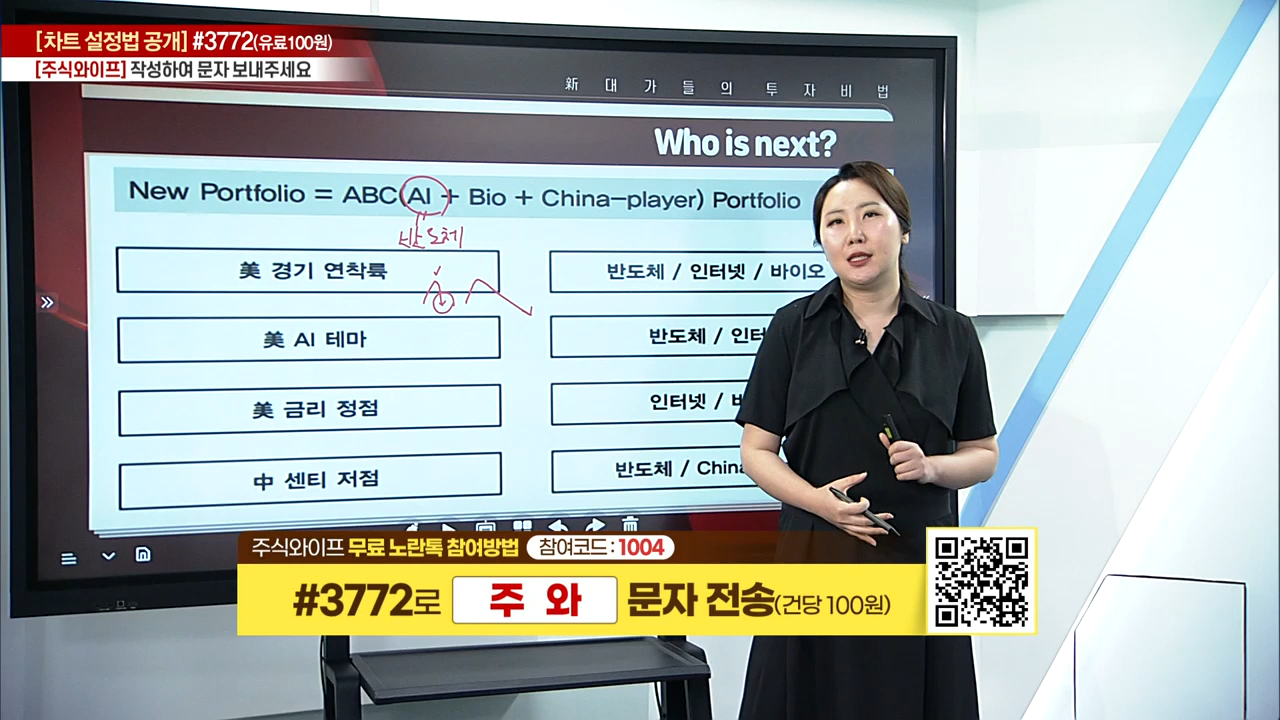 [차트 설정법 공개] #3772(유료100원)
[주식와이프] 작성하여 문자 보내주세요
新 대 가 들 의 투 자 비 법
Who is next?
New Portfolio = ABC(AI + Bio + China-player) Portfolio
반도체
美 경기 연착륙
반도체 / 인터넷 / 바이오
美 AI 테마
반도체 / 인터
美 금리 정점
인터넷 /
中 센티 저점
반도체 / China
주식와이프 무료 노란톡 참여방법 참여코드 : 1004
#3772로 주 와 문자 전송(건당 100원)